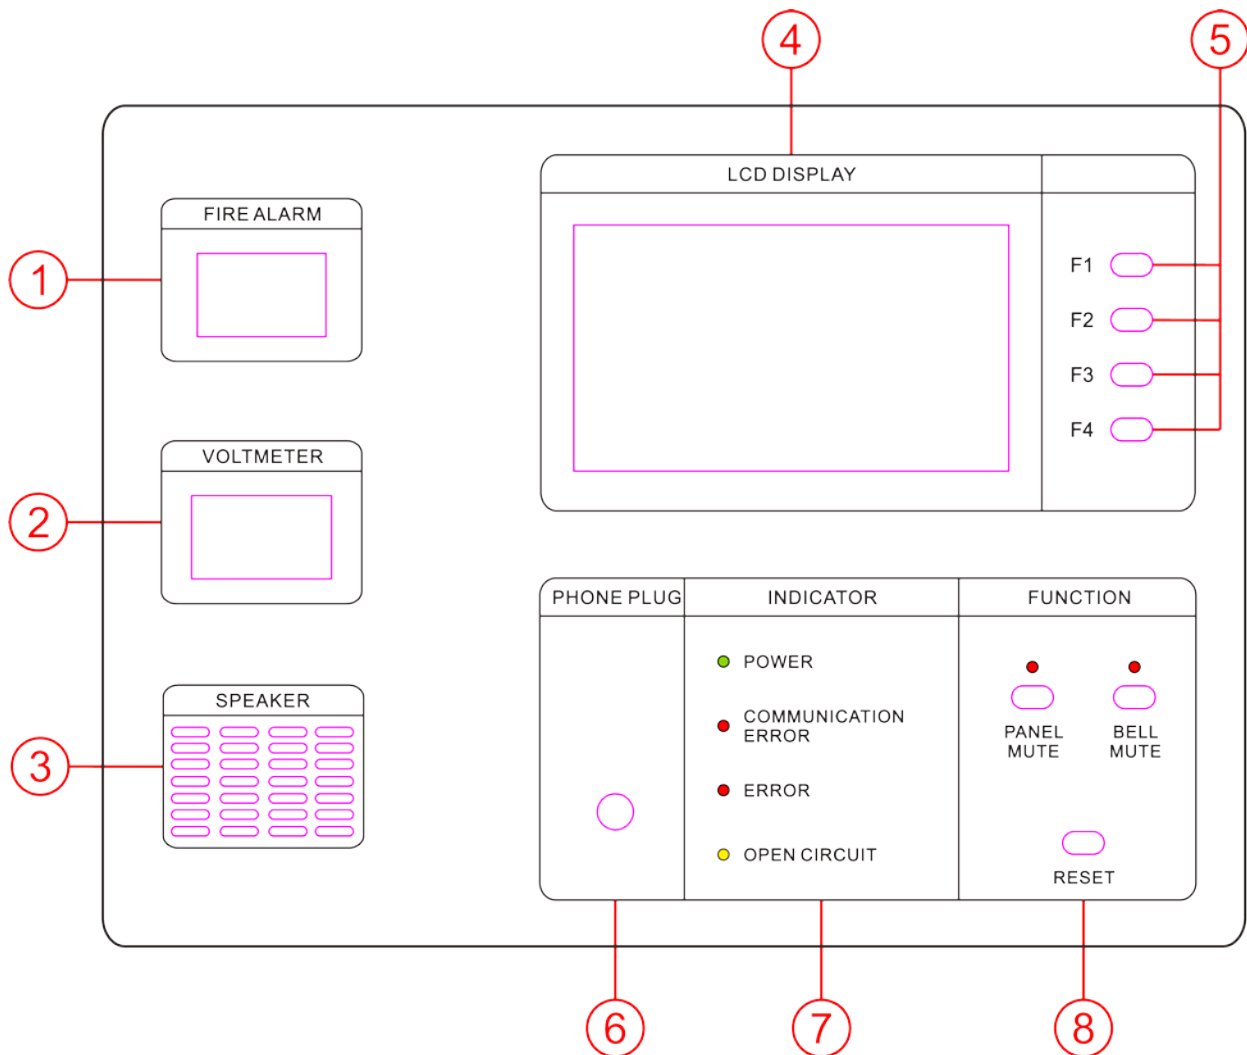 4
5
LCD DISPLAY
FIRE ALARM
1
F1
F2
F3
F4
VOLTMETER
2
SPEAKER
3
PHONE PLUG
INDICATOR
FUNCTION
POWER
COMMUNICATION
ERROR
ERROR
OPEN CIRCUIT
PANEL
MUTE
BELL
MUTE
RESET
6
7
8